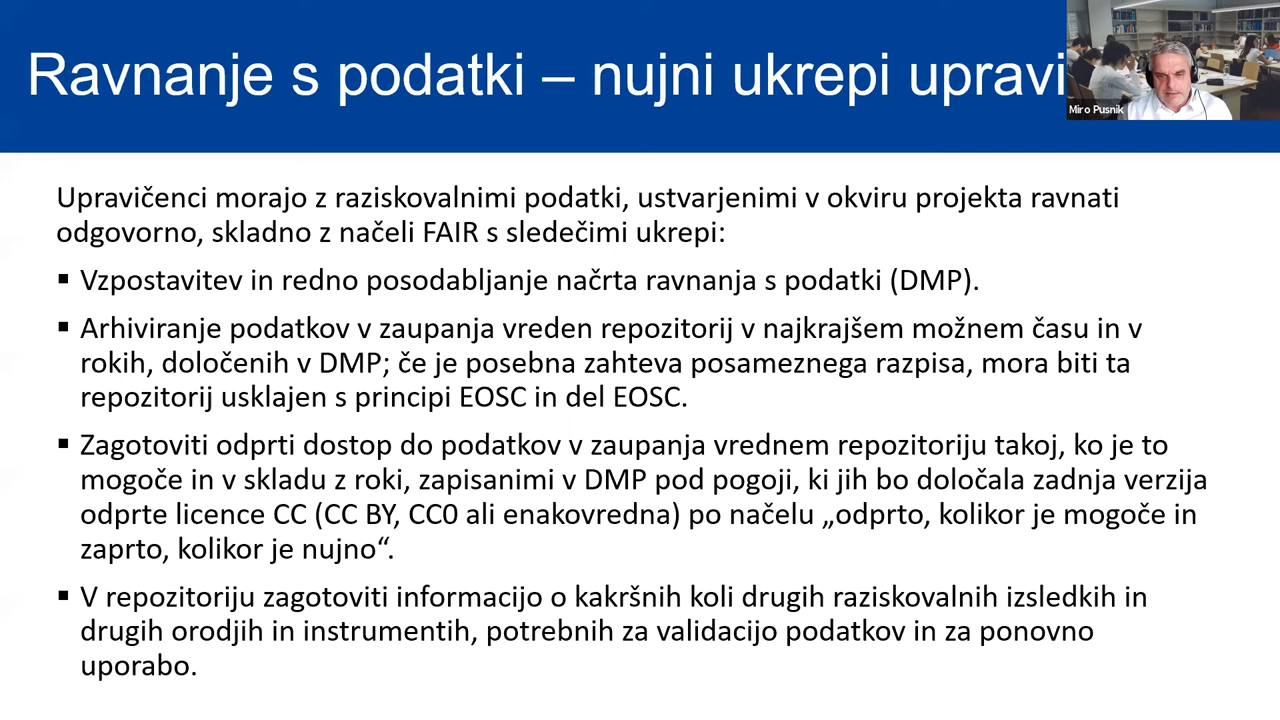 Ravnanje s podatki – nujni ukrepi upravi
Miro Pusnik
Upravičenci morajo z raziskovalnimi podatki, ustvarjenimi v okviru projekta ravnati
odgovorno, skladno z načeli FAIR s sledečimi ukrepi:
▪ Vzpostavitev in redno posodabljanje načrta ravnanja s podatki (DMP).
▪ Arhiviranje podatkov v zaupanja vreden repozitorij v najkrajšem možnem času in v
rokih, določenih v DMP; če je posebna zahteva posameznega razpisa, mora biti ta
repozitorij usklajen s principi EOSC in del EOSC.
▪ Zagotoviti odprti dostop do podatkov v zaupanja vrednem repozitoriju takoj, ko je to
mogoče in v skladu z roki, zapisanimi v DMP pod pogoji, ki jih bo določala zadnja verzija
odprte licence CC (CC BY, CC0 ali enakovredna) po načelu „odprto, kolikor je mogoče in
zaprto, kolikor je nujno“.
▪ V repozitoriju zagotoviti informacijo o kakršnih koli drugih raziskovalnih izsledkih in
drugih orodjih in instrumentih, potrebnih za validacijo podatkov in za ponovno
uporabo.